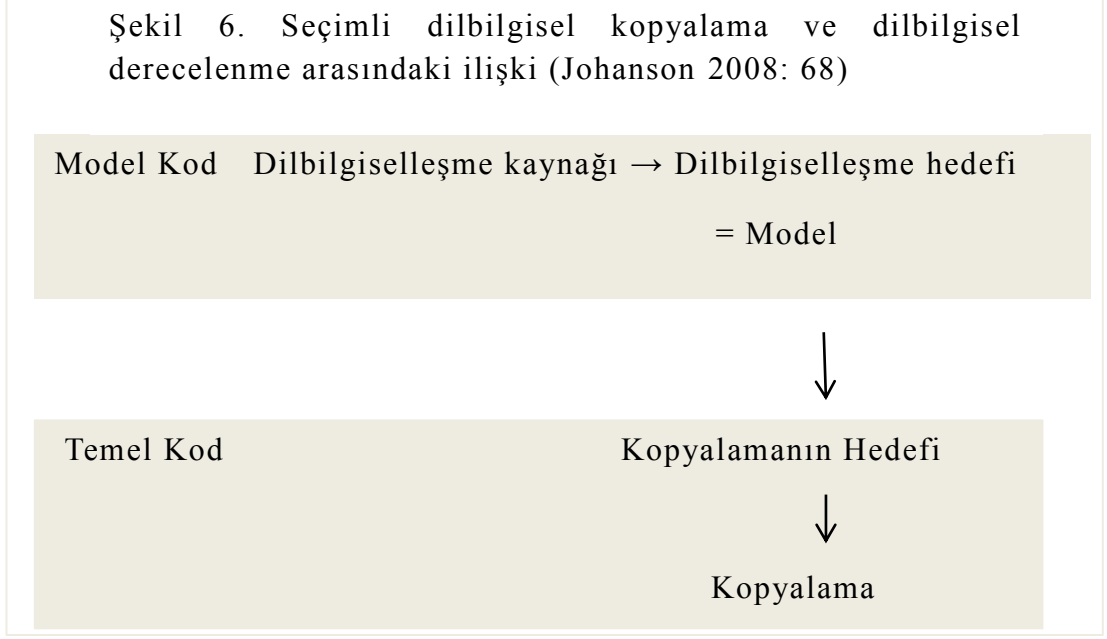 Şekil 6. Seçimli dilbilgisel kopyalama ve dilbilgisel
derecelenme arasındaki ilişki (Johanson 2008: 68)
Model Kod Dilbilgiselleşme kaynağı → Dilbilgiselleşme hedefi
= Model
↓
Temel Kod Kopyalamanın Hedefi
↓
Kopyalama